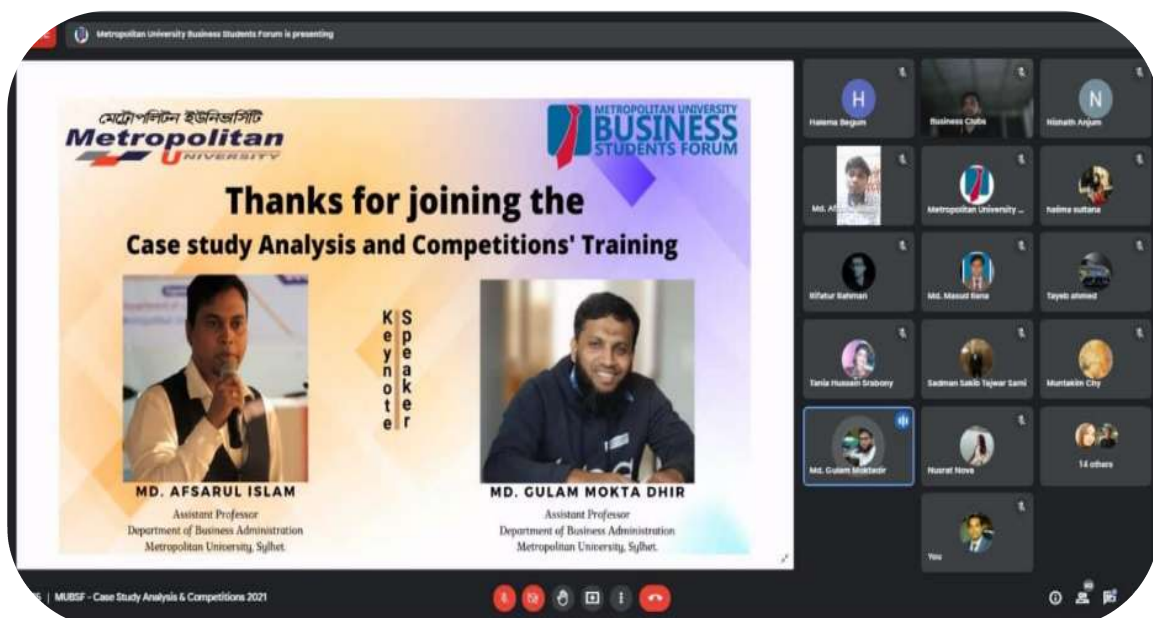 Metropolitan University Business Students Forum is presenting
মেট্রোপলিটন ইউনিভার্সিটি
Metropolitan
UNIVERSITY
METROPOLITAN UNIVERSITY
BUSINESS
STUDENTS FORUM
Thanks for joining the
Case study Analysis and Competitions' Training
Keynote
Speaker
MD. AFSARUL ISLAM
Assistant Professor
Department of Business Administration
Metropolitan University, Sylhet.
MD. GULAM MOKTA DHIR
Assistant Professor
Department of Business Administration
Metropolitan University, Sylhet.
H
Halema Begum
Business Clubs
N
Nishath Anjum
Md.
Metropolitan University ...
halima sultana
Rifatur Rahman
Md. Masud Rana
Tayeb ahmed
Tania Hussain Srabony
Sadman Sakib Tajwar Sami
Muntakim Chy
Md. Gulam Moktadir
Nusrat Nova
14 others
You
| MUBSF - Case Study Analysis & Competitions 2021